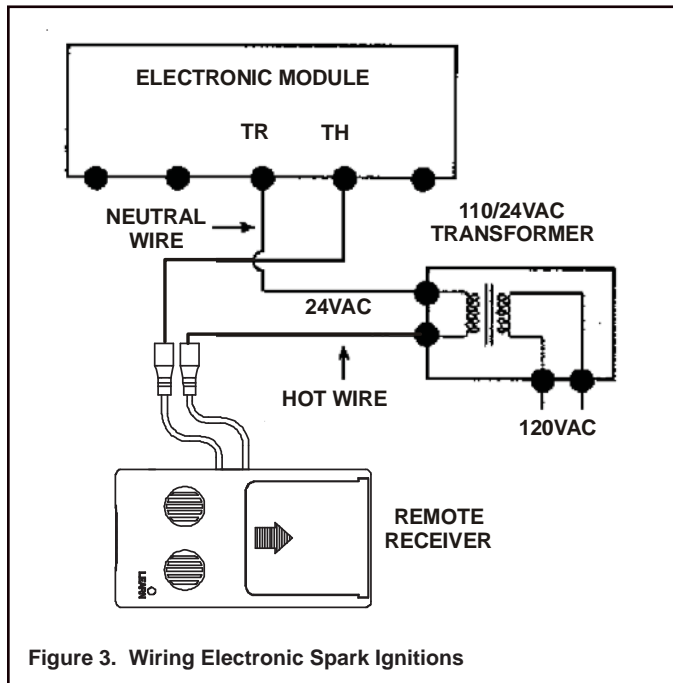 ELECTRONIC MODULE
TR TH
NEUTRAL
WIRE
110/24VAC
TRANSFORMER
24VAC
HOT WIRE
120VAC
REMOTE
RECEIVER
LEARN
Figure 3. Wiring Electronic Spark Ignitions